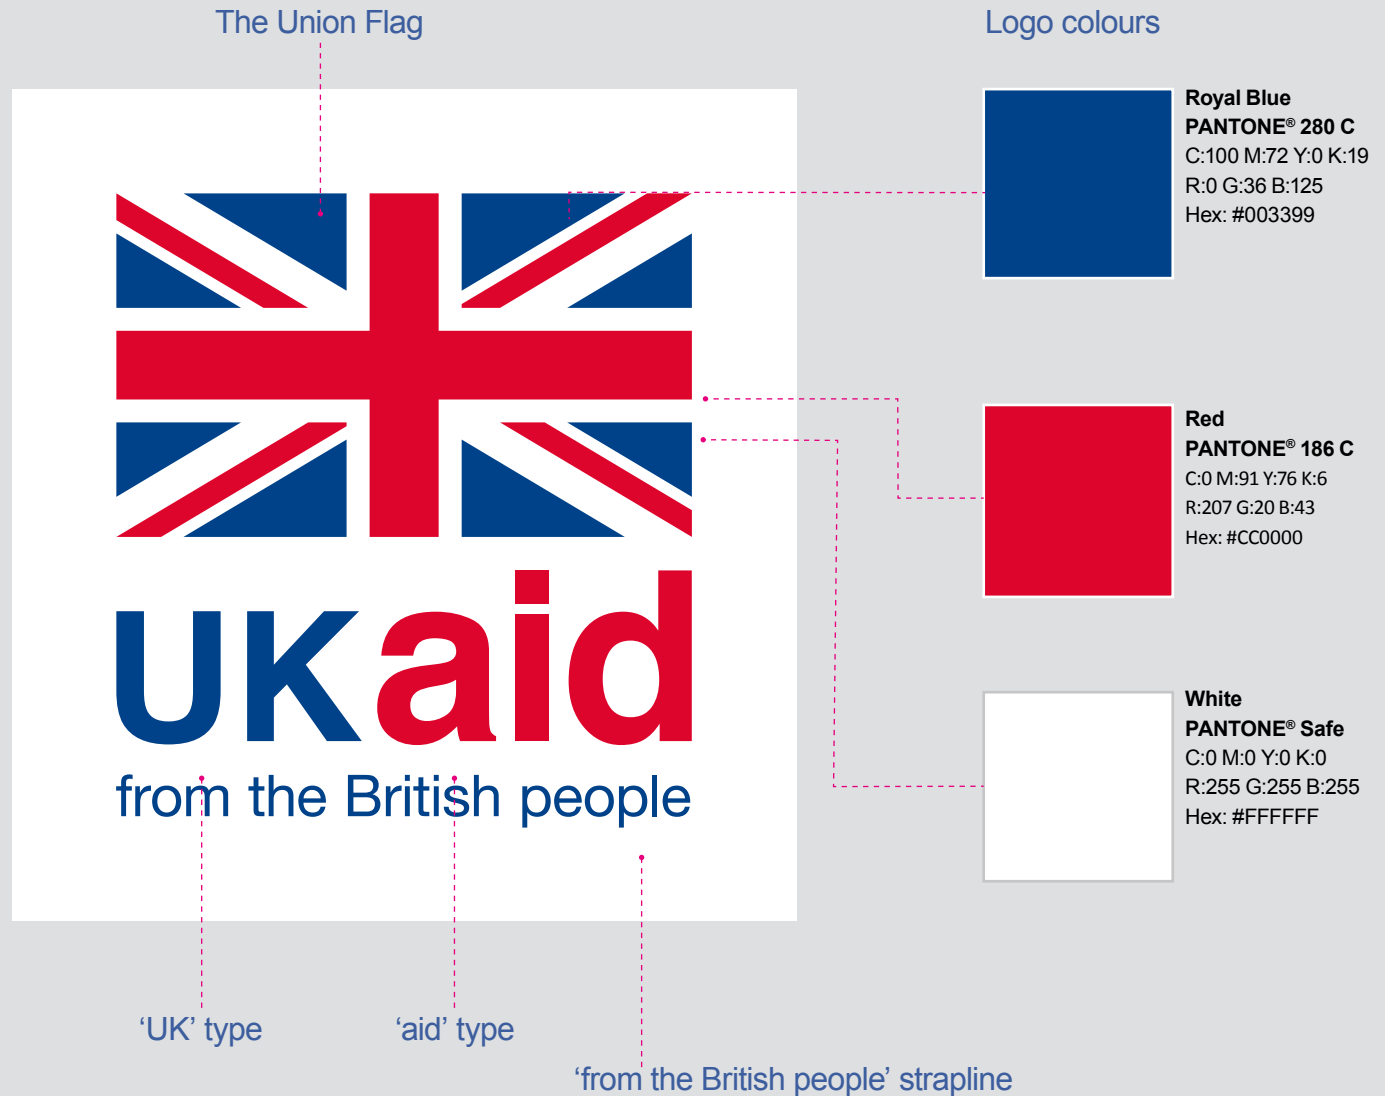 The Union Flag
Logo colours
Royal Blue
PANTONE® 280 C
C:100 M:72 Y:0 K:19
R:0 G:36 B:125
Hex: #003399
Red
PANTONE® 186 C
C:0 M:91 Y:76 K:6
R:207 G:20 B:43
Hex: #CC0000
White
PANTONE® Safe
C:0 M:0 Y:0 K:0
R:255 G:255 B:255
Hex: #FFFFFF
UKaid
from the British people
‘UK’ type
‘aid’ type
‘from the British people’ strapline